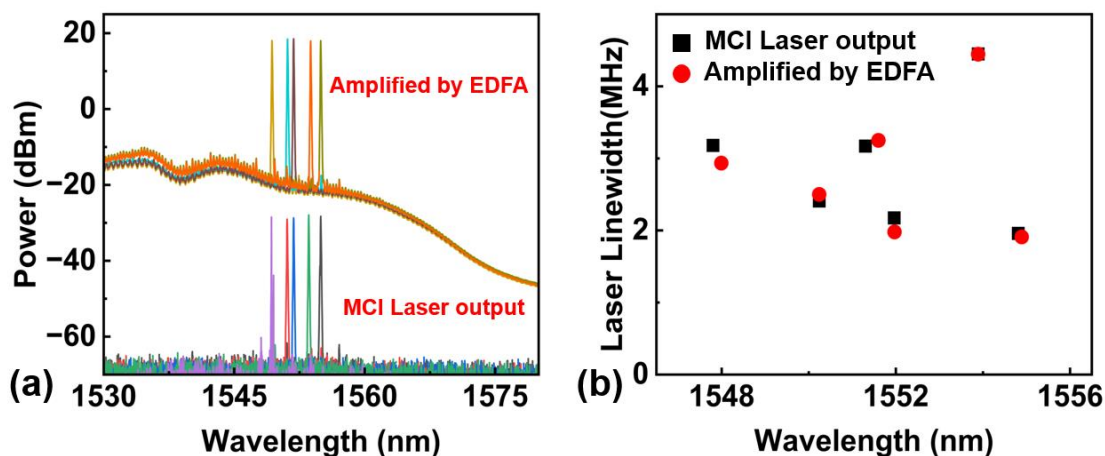 20
0
−20
−40
−60
Power (dBm)
Amplified by EDFA
MCI Laser output
(a)
1530
1545
1560
1575
Wavelength (nm)
4
2
0
Laser Linewidth(MHz)
MCI Laser output
Amplified by EDFA
(b)
1548
1552
1556
Wavelength (nm)